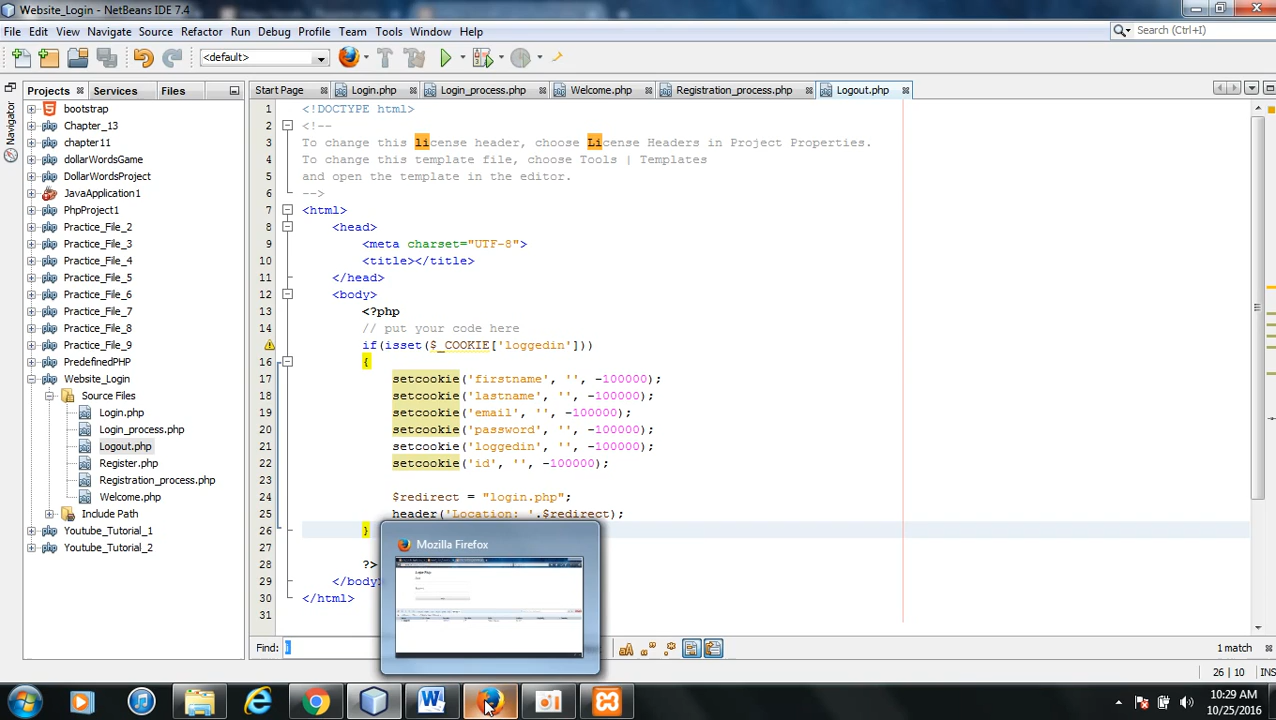 Website_Login - NetBeans IDE 7.4
File Edit View Navigate Source Refactor Run Debug Profile Team Tools Window Help
Search (Ctrl+I)
<default>
Projects Services Files
Start Page Login.php Login_process.php Welcome.php Registration_process.php Logout.php
Navigator
bootstrap
Chapter_13
chapter11
dollarWordsGame
DollarWordsProject
JavaApplication1
PhpProject1
Practice_File_2
Practice_File_3
Practice_File_4
Practice_File_5
Practice_File_6
Practice_File_7
Practice_File_8
Practice_File_9
PredefinedPHP
Website_Login
Source Files
Login.php
Login_process.php
Logout.php
Register.php
Registration_process.php
Welcome.php
Include Path
Youtube_Tutorial_1
Youtube_Tutorial_2
1 <!DOCTYPE html>
2 <!--
3 To change this license header, choose License Headers in Project Properties.
4 To change this template file, choose Tools | Templates
5 and open the template in the editor.
6 -->
7 <html>
8 <head>
9 <meta charset="UTF-8">
10 <title></title>
11 </head>
12 <body>
13 <?php
14 // put your code here
if(isset($_COOKIE['loggedin']))
16 {
17 setcookie('firstname', '', -100000);
18 setcookie('lastname', '', -100000);
19 setcookie('email', '', -100000);
20 setcookie('password', '', -100000);
21 setcookie('loggedin', '', -100000);
22 setcookie('id', '', -100000);
23
24 $redirect = "login.php";
25 header('Location: '.$redirect);
26 }
27
28 ?>
29 </body>
30 </html>
31
Mozilla Firefox
Find:
1 match
26 | 10
10:29 AM
10/25/2016